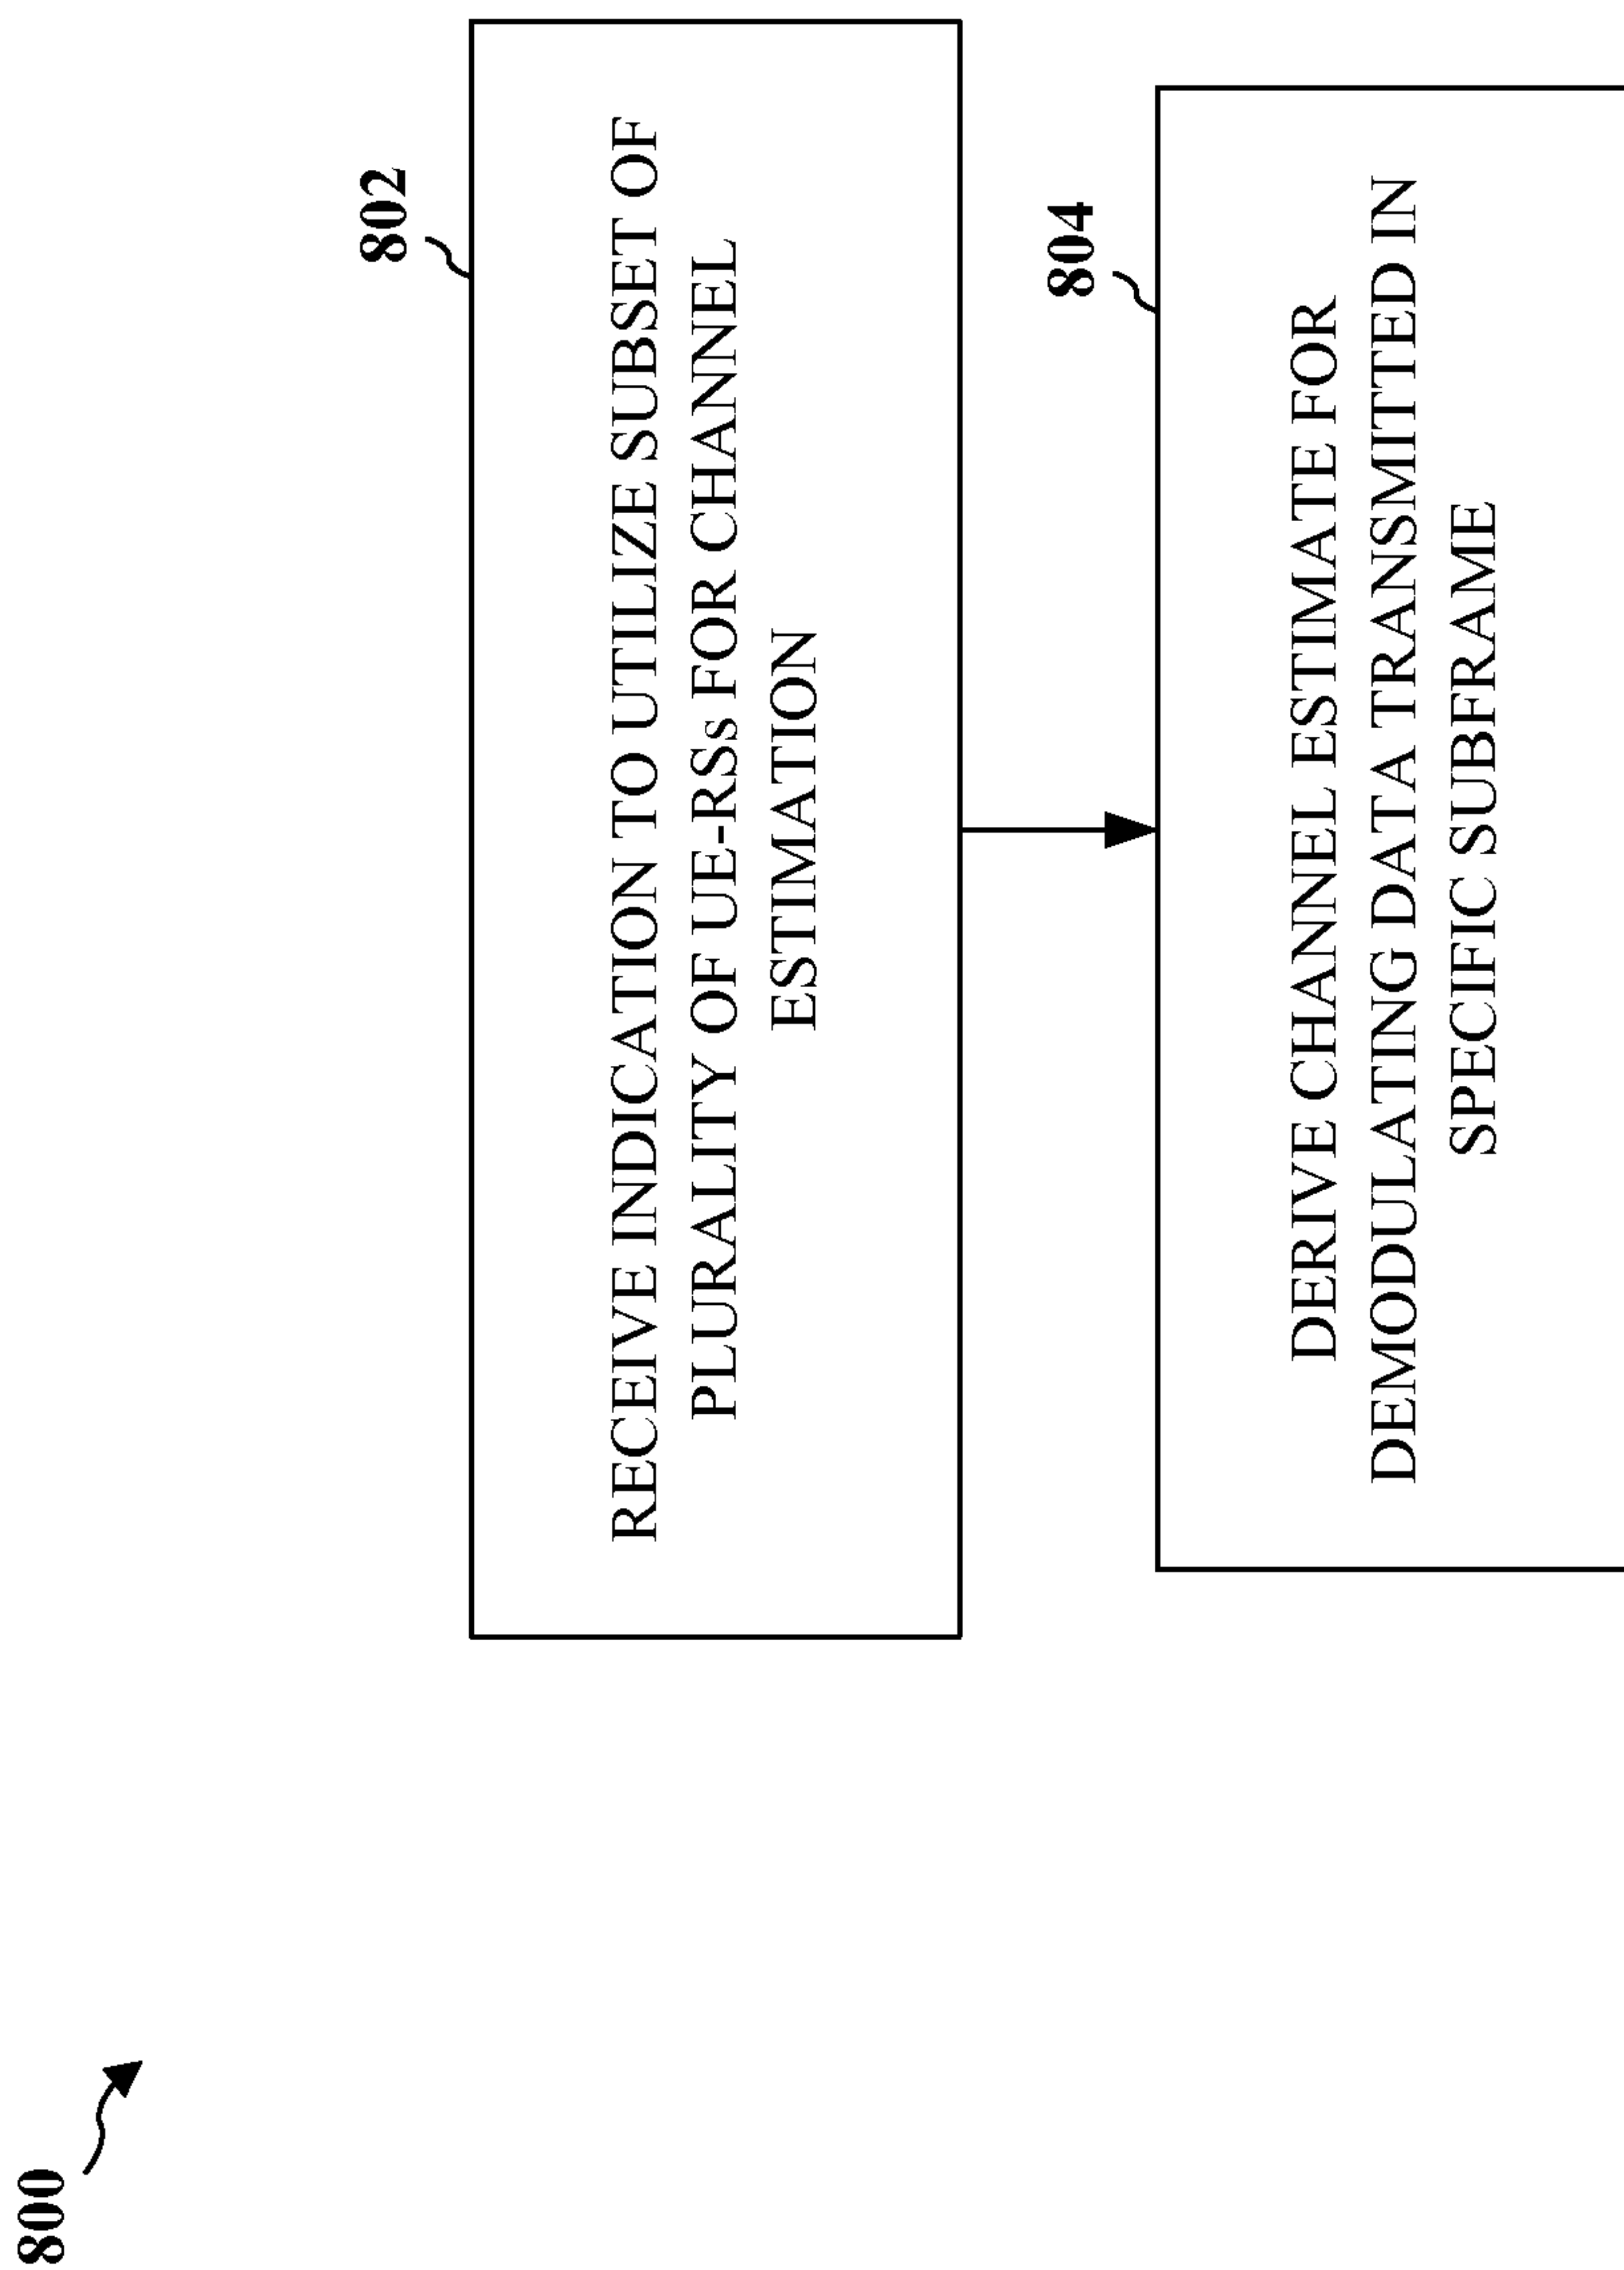 800
802
RECEIVE INDICATION TO UTILIZE SUBSET OF
PLURALITY OF UE-RSs FOR CHANNEL
ESTIMATION
804
DERIVE CHANNEL ESTIMATE FOR
DEMODULATING DATA TRANSMITTED IN
SPECIFIC SUBFRAME